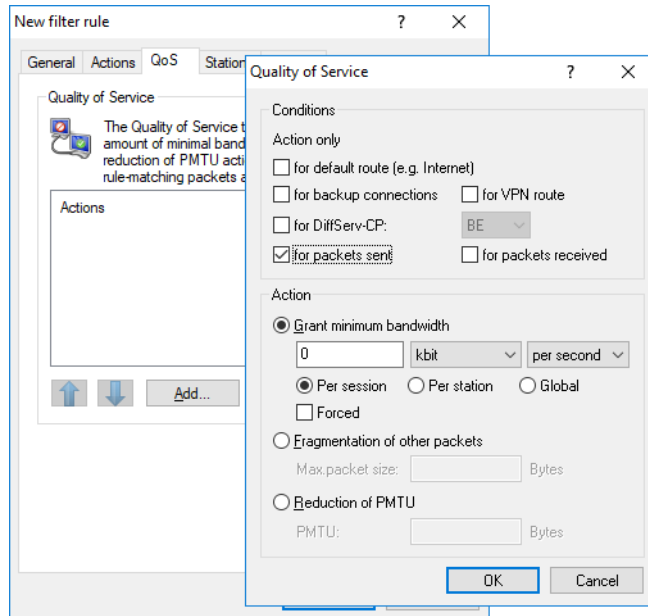 New filter rule ?
General Actions QoS Station
Quality of Service
The Quality of Service t
amount of minimal band
reduction of PMTU acti
rule-matching packets a
Actions
Add...
Quality of Service ?
Conditions
Action only
for default route (e.g. Internet)
for backup connections for VPN route
for DiffServ-CP: BE
for packets sent for packets received
Action
Grant minimum bandwidth
0 kbit per second
Per session Per station Global
Forced
Fragmentation of other packets
Max.packet size: Bytes
Reduction of PMTU
PMTU: Bytes
OK Cancel